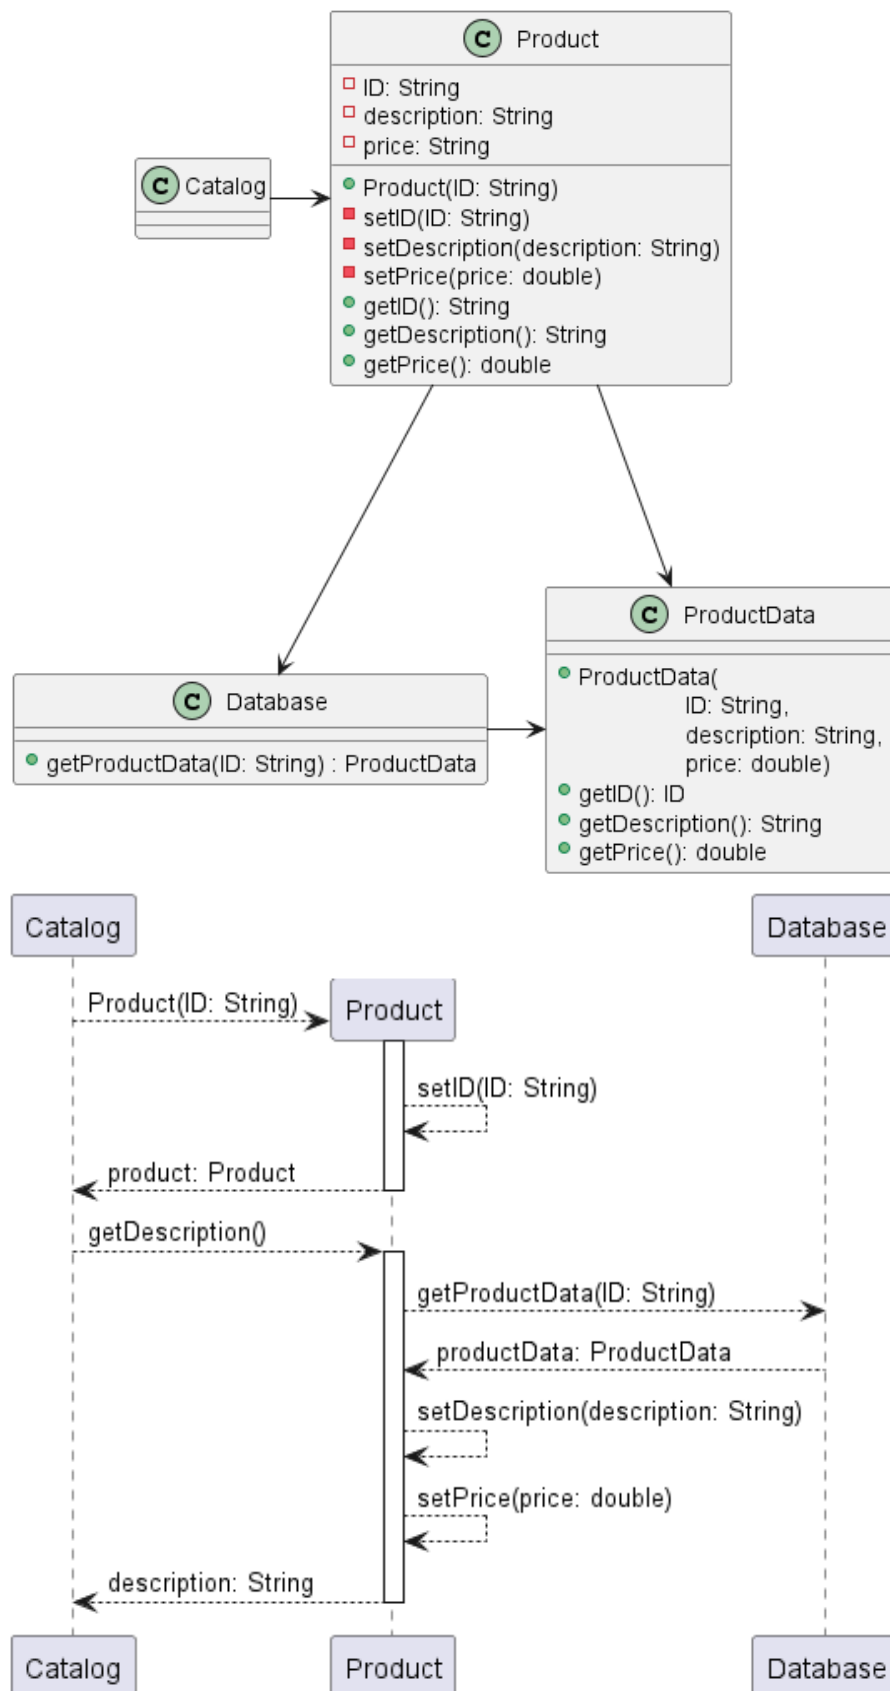 C Product
ID: String
description: String
price: String
Product(ID: String)
setID(ID: String)
setDescription(description: String)
setPrice(price: double)
getID(): String
getDescription(): String
getPrice(): double
C Catalog
C ProductData
ProductData(
ID: String,
description: String,
price: double)
getID(): ID
getDescription(): String
getPrice(): double
C Database
getProductData(ID: String) : ProductData
Catalog
Database
Product(ID: String)
Product
setID(ID: String)
product: Product
getDescription()
getProductData(ID: String)
productData: ProductData
setDescription(description: String)
setPrice(price: double)
description: String
Catalog
Product
Database